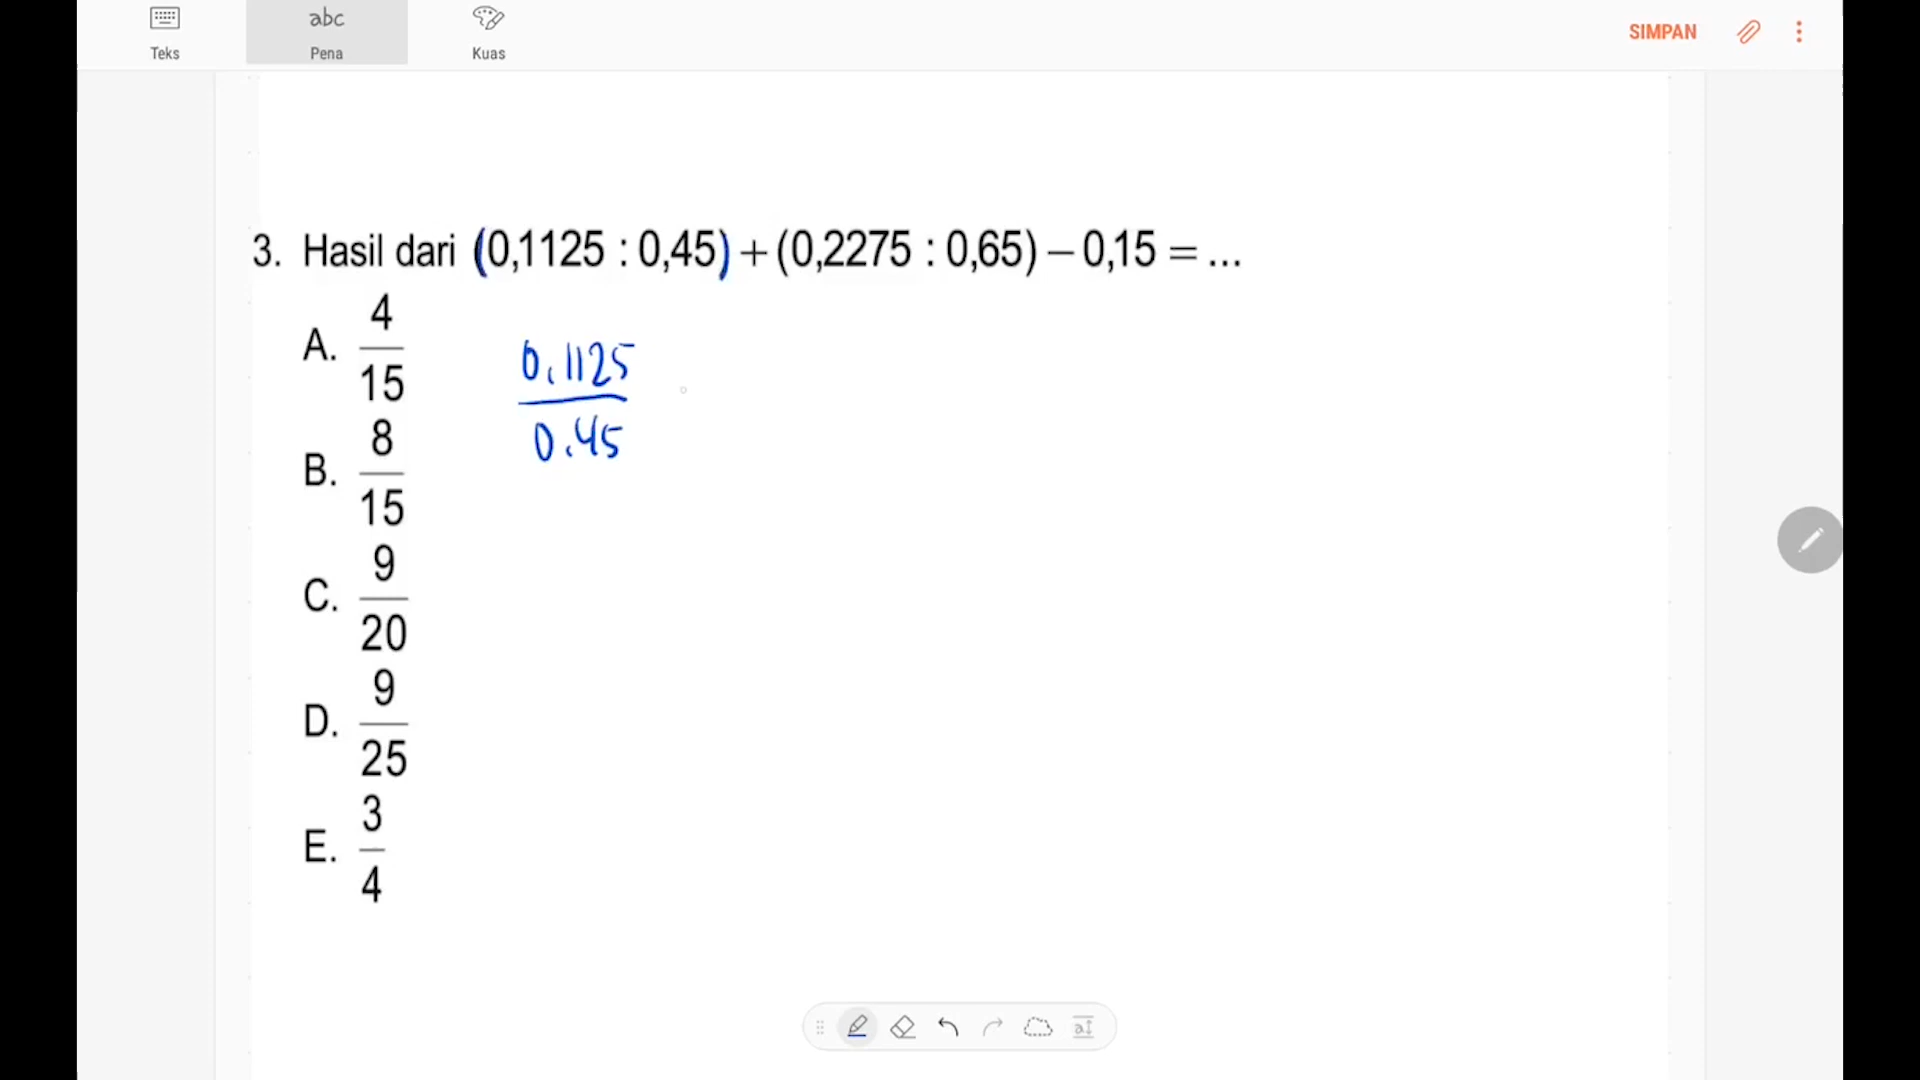 Teks
abc
Pena
Kuas
SIMPAN
3. Hasil dari (0,1125 : 0,45) + (0,2275 : 0,65) – 0,15 = ...
A. 4/15
B. 8/15
C. 9/20
D. 9/25
E. 3/4
0.1125
0.45